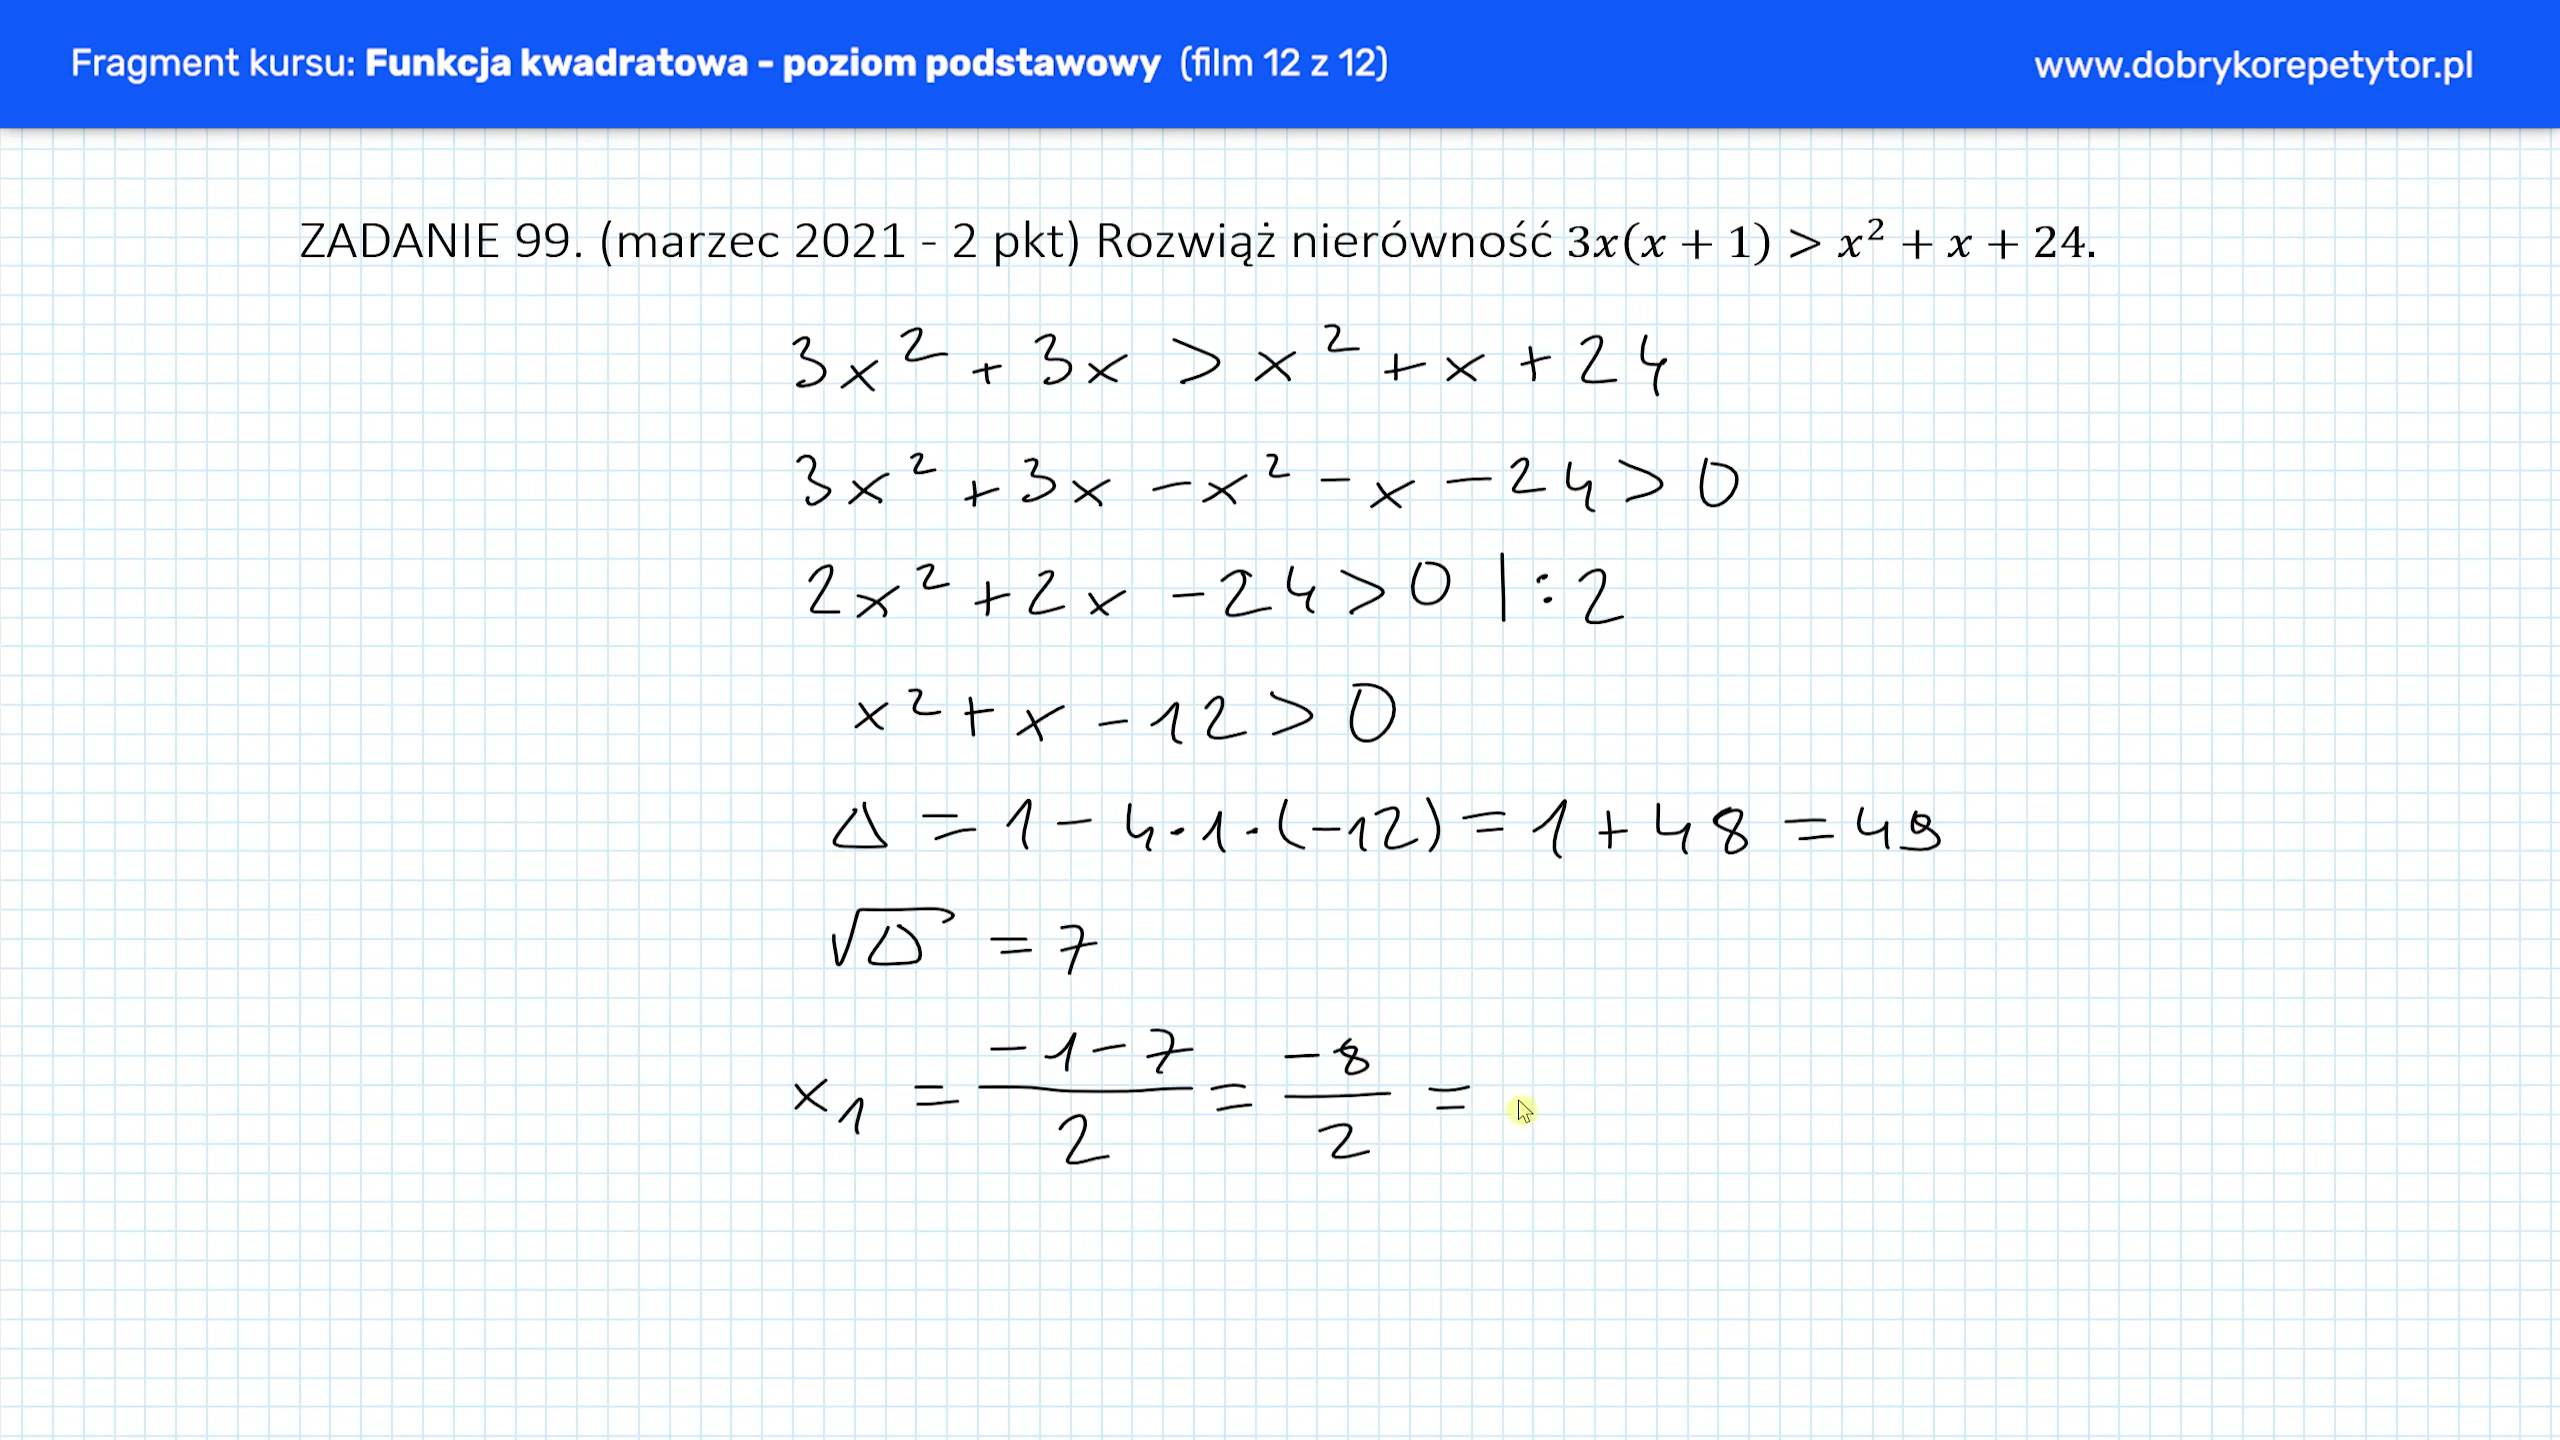 Fragment kursu: Funkcja kwadratowa - poziom podstawowy (film 12 z 12)
www.dobrykorepetytor.pl
ZADANIE 99. (marzec 2021 - 2 pkt) Rozwiąż nierówność 3x(x + 1) > x² + x + 24.
3x² + 3x > x² + x + 24
3x² + 3x - x² - x - 24 > 0
2x² + 2x - 24 > 0 | : 2
x² + x - 12 > 0
Δ = 1 - 4·1·(-12) = 1 + 48 = 49
√Δ = 7
x₁ = (-1-7)/2 = -8/2 =